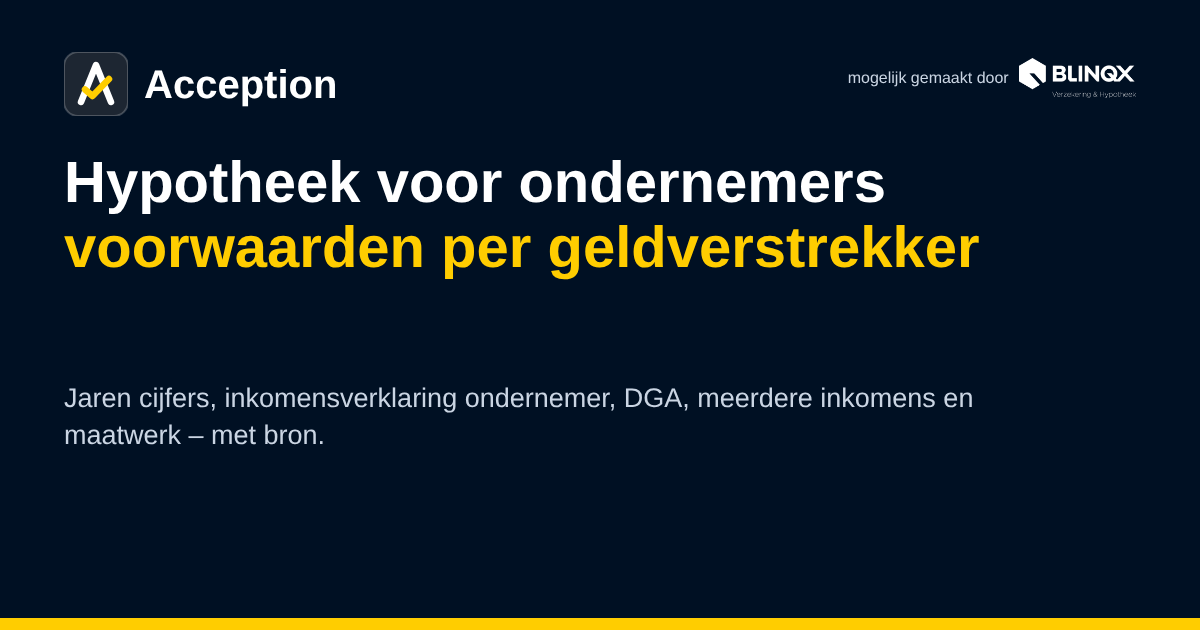 Acception
mogelijk gemaakt door
BLINQX
Verzekering & Hypotheek
Hypotheek voor ondernemers
voorwaarden per geldverstrekker
Jaren cijfers, inkomensverklaring ondernemer, DGA, meerdere inkomens en
maatwerk – met bron.